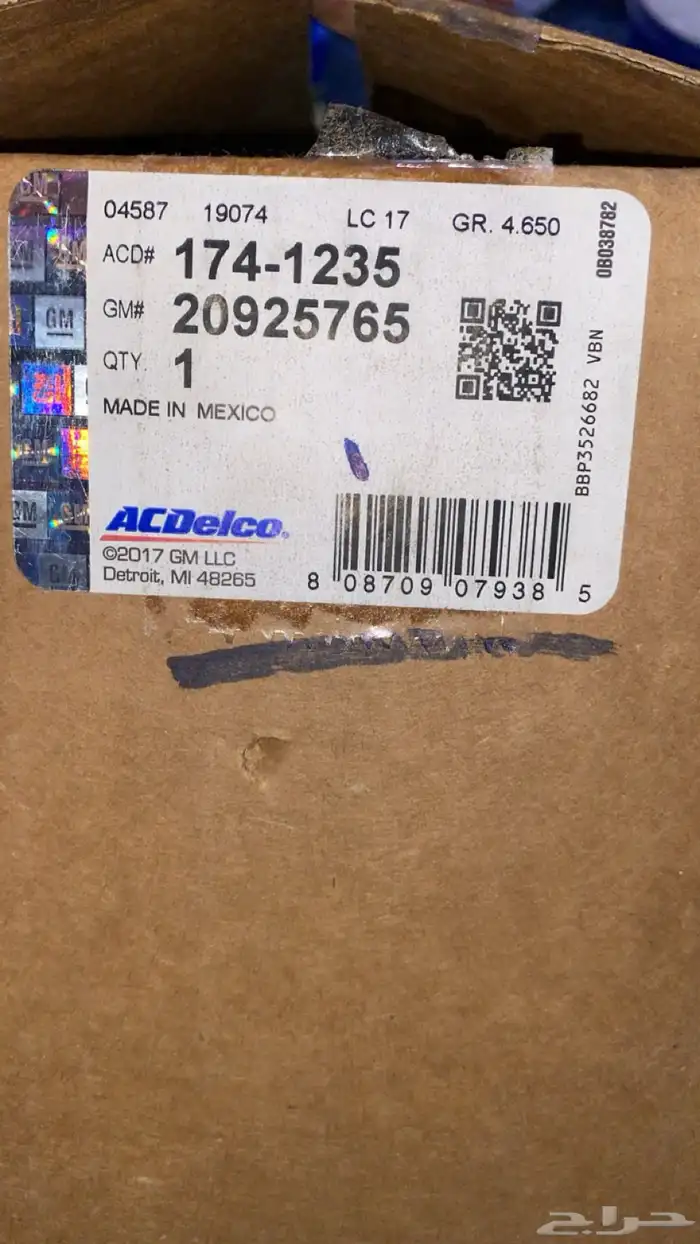 04587 19074 LC 17 GR. 4.650
ACD# 174-1235
GM# 20925765
QTY. 1
MADE IN MEXICO
ACDelco.
©2017 GM LLC
Detroit, MI 48265
8 08709 07938 5
0B038782
BBP3526682 VBN
GM
حراج